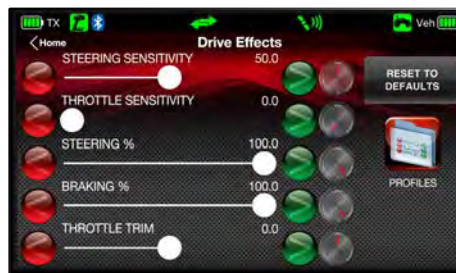 TX Veh
Home Drive Effects
STEERING SENSITIVITY 50.0
RESET TO
DEFAULTS
THROTTLE SENSITIVITY 0.0
STEERING % 100.0
PROFILES
BRAKING % 100.0
THROTTLE TRIM 0.0